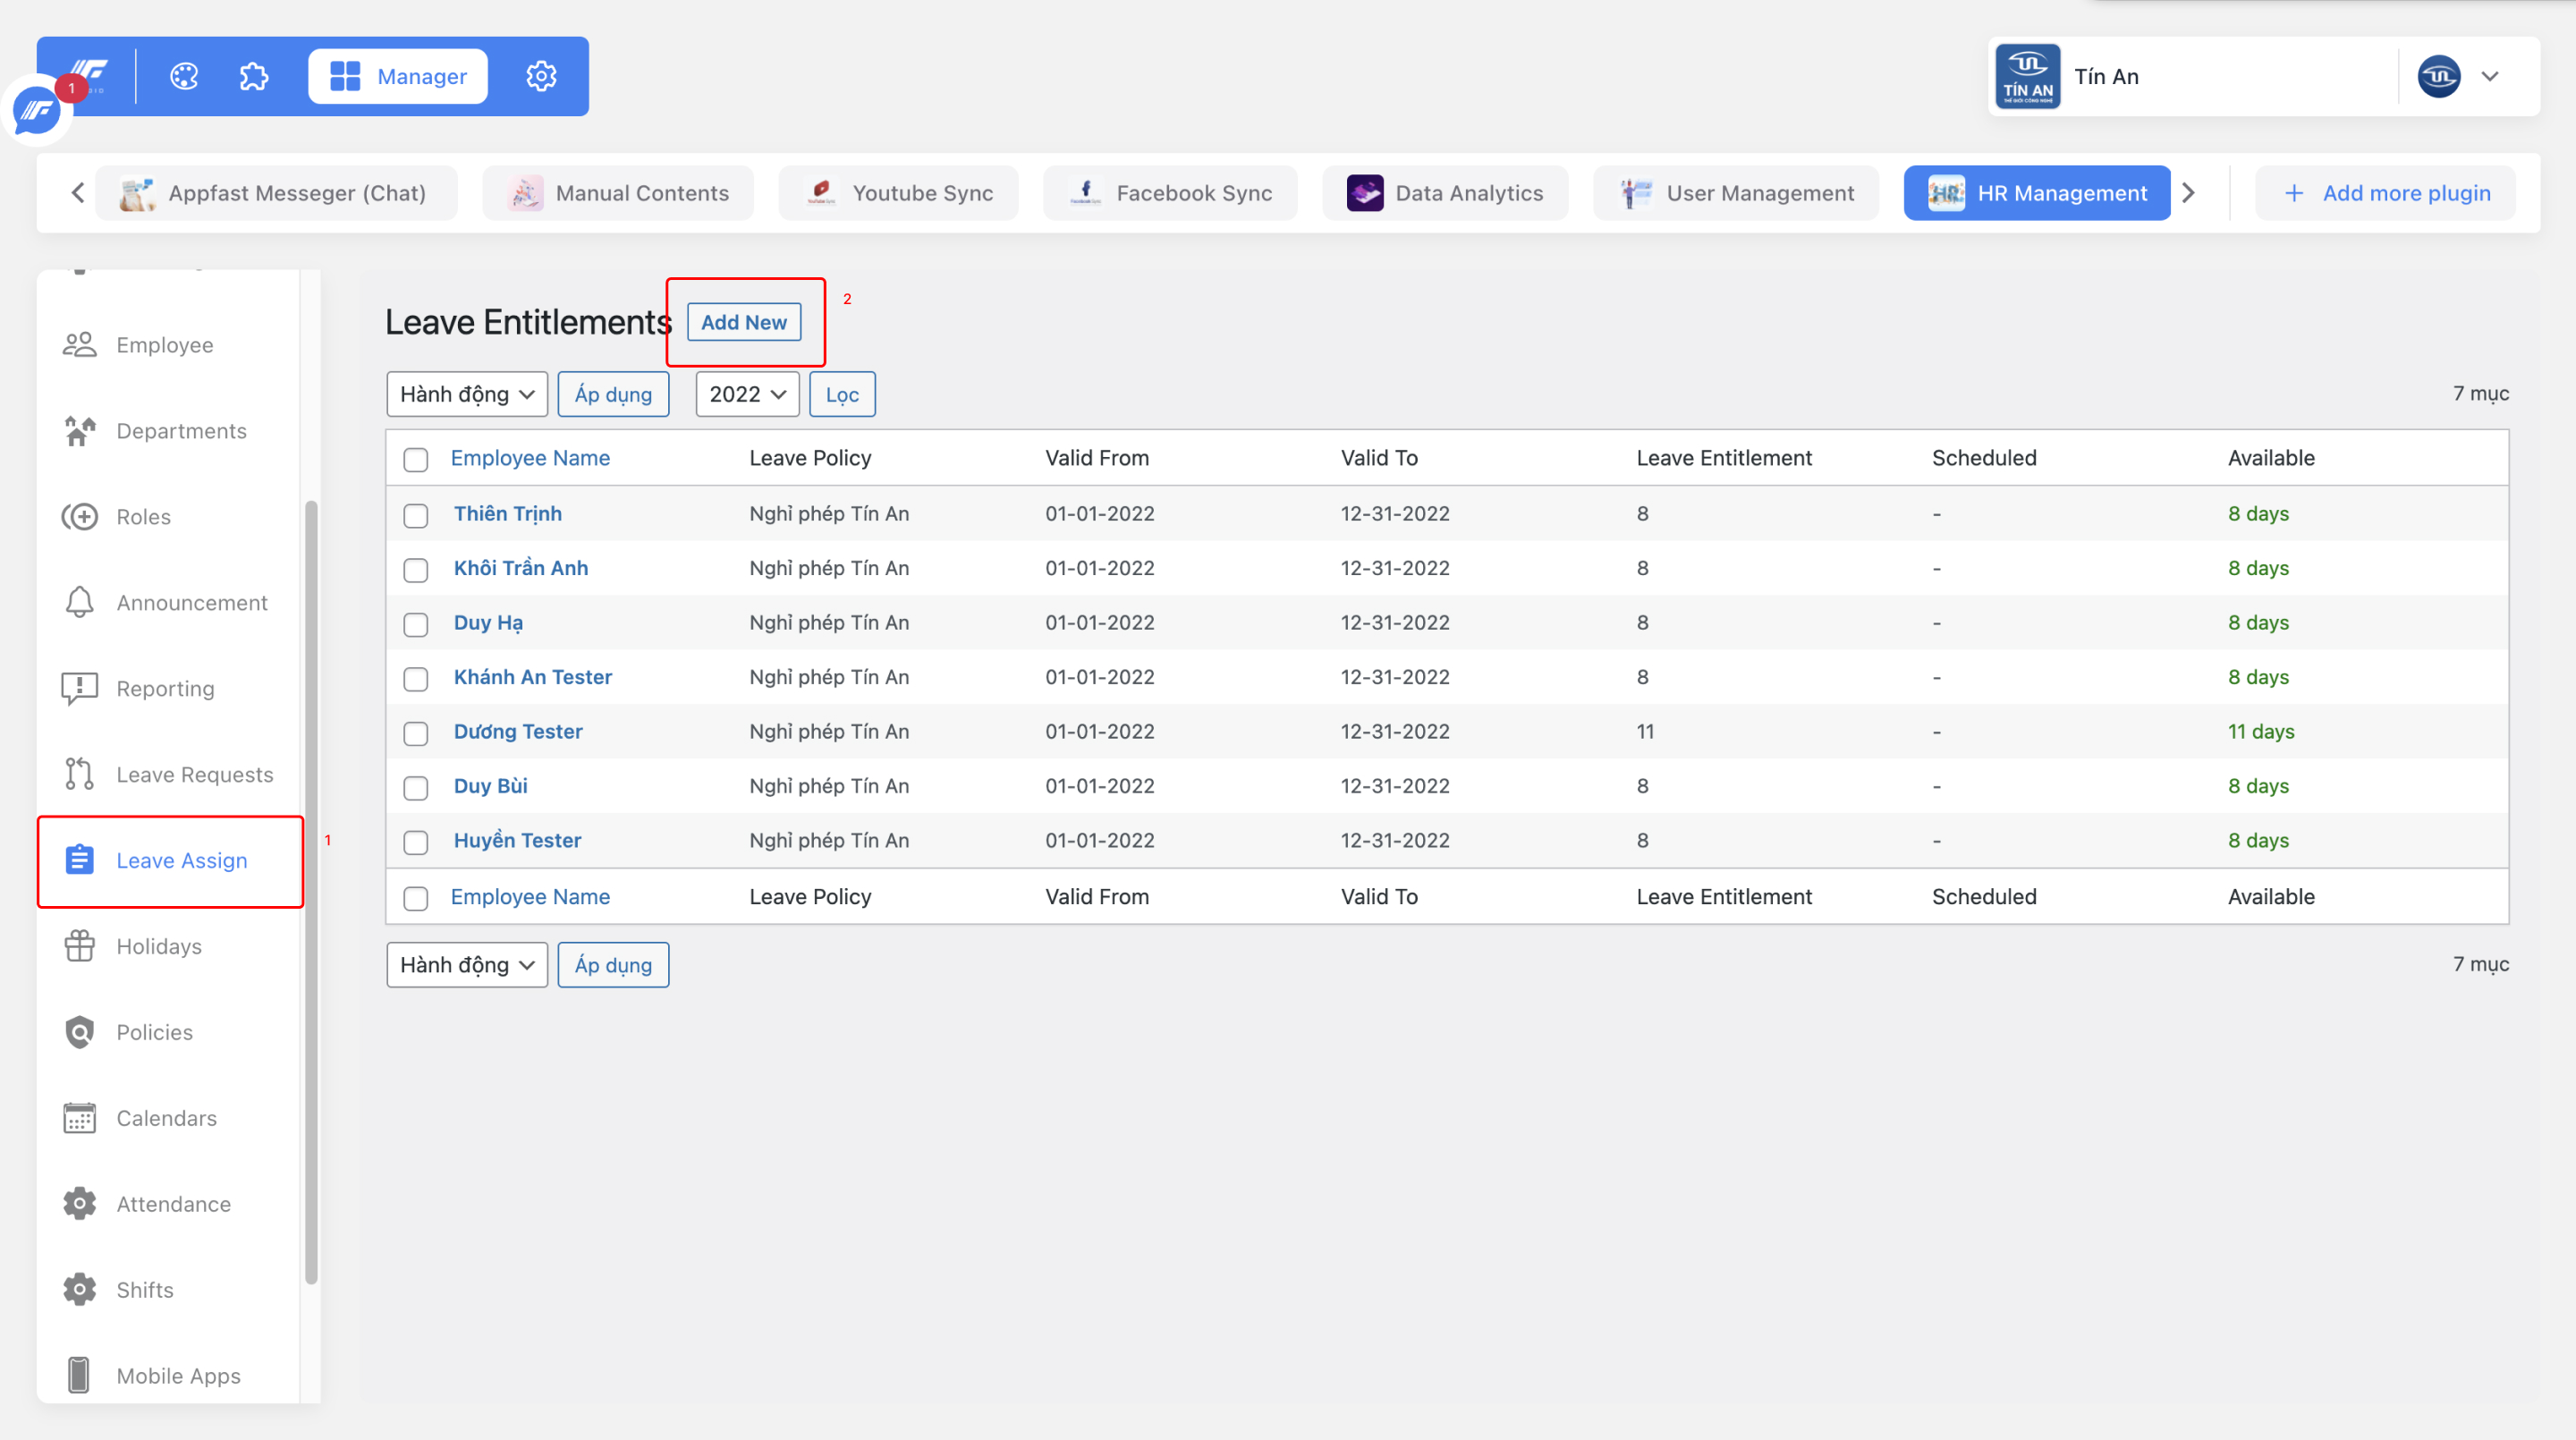 1
Manager
TÍN AN
THẾ GIỚI CÔNG NGHỆ
Tín An
Appfast Messeger (Chat)
Manual Contents
Youtube Sync
Facebook Sync
Data Analytics
User Management
HR
HR Management
+ Add more plugin
Employee
Departments
Roles
Announcement
Reporting
Leave Requests
Leave Assign
1
Holidays
Policies
Calendars
Attendance
Shifts
Mobile Apps
Leave Entitlements Add New
2
Hành động Áp dụng 2022 Lọc 7 mục
Employee Name Leave Policy Valid From Valid To Leave Entitlement Scheduled Available
Thiên Trịnh Nghỉ phép Tín An 01-01-2022 12-31-2022 8 - 8 days
Khôi Trần Anh Nghỉ phép Tín An 01-01-2022 12-31-2022 8 - 8 days
Duy Hạ Nghỉ phép Tín An 01-01-2022 12-31-2022 8 - 8 days
Khánh An Tester Nghỉ phép Tín An 01-01-2022 12-31-2022 8 - 8 days
Dương Tester Nghỉ phép Tín An 01-01-2022 12-31-2022 11 - 11 days
Duy Bùi Nghỉ phép Tín An 01-01-2022 12-31-2022 8 - 8 days
Huyền Tester Nghỉ phép Tín An 01-01-2022 12-31-2022 8 - 8 days
Employee Name Leave Policy Valid From Valid To Leave Entitlement Scheduled Available
Hành động Áp dụng 7 mục